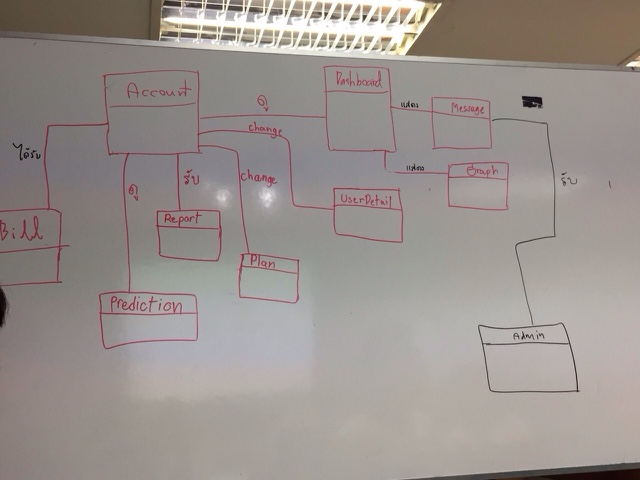 Account
Dashboard
ดู
แสดง
Message
change
ได้รับ
แสดง
Graph
รับ
ดู
รับ
change
UserDetail
Bill
Report
Plan
Prediction
Admin